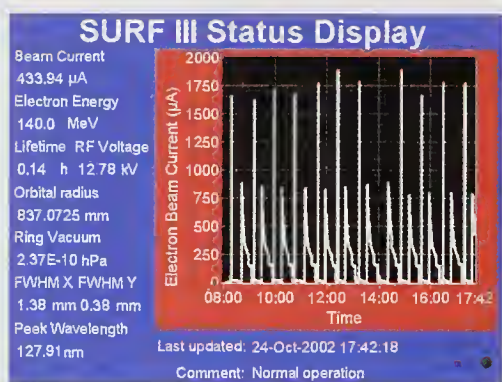 SURF III Status Display
Beam Current
433.94 µA
Electron Energy
140.0 MeV
Lifetime RF Voltage
0.14 h 12.78 kV
Orbital radius
837.0725 mm
Ring Vacuum
2.37E-10 hPa
FWHM X FWHM Y
1.38 mm 0.38 mm
Peak Wavelength
127.91 nm
Electron Beam Current (µA)
2000
1750
1500
1250
1000
750
500
250
0
08:00 10:00 12:00 14:00 16:00 17:42
Time
Last updated: 24-Oct-2002 17:42:18
Comment: Normal operation